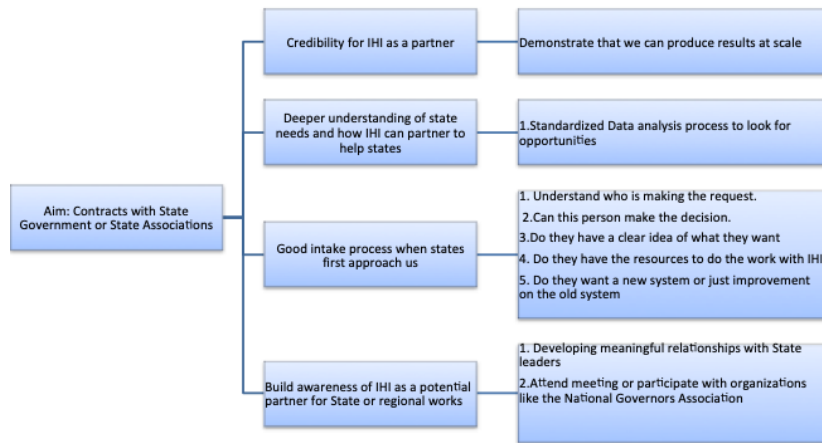 Credibility for IHI as a partner
Demonstrate that we can produce results at scale
Deeper understanding of state
needs and how IHI can partner to
help states
1.Standardized Data analysis process to look for
opportunities
Aim: Contracts with State
Government or State Associations
Good intake process when states
first approach us
1. Understand who is making the request.
2.Can this person make the decision.
3.Do they have a clear idea of what they want
4. Do they have the resources to do the work with IHI
5. Do they want a new system or just improvement
on the old system
Build awareness of IHI as a potential
partner for State or regional works
1. Developing meaningful relationships with State
leaders
2.Attend meeting or participate with organizations
like the National Governors Association